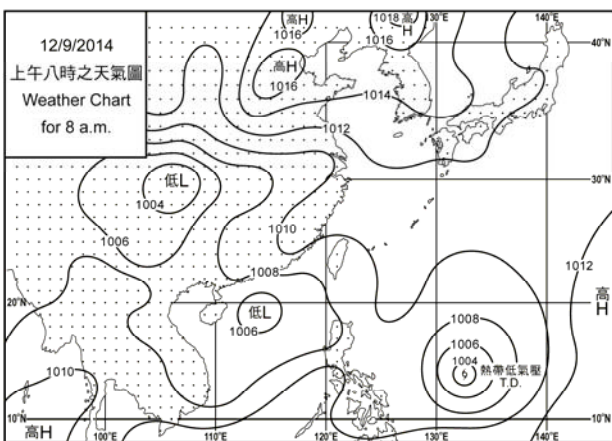 12/9/2014
上午八時之天氣圖
Weather Chart
for 8 a.m.
高H
1016
1018
高
H
1016
130°E
140°E
40°N
高H
1016
1014
1012
30°N
低L
1004
1006
1010
1008
1012
20°N
20°N
低L
1006
高
H
1008
1006
1004
熱帶低氣壓
T.D.
1010
10°N
10°N
高H
100°E
110°E
120°E
130°E
140°E